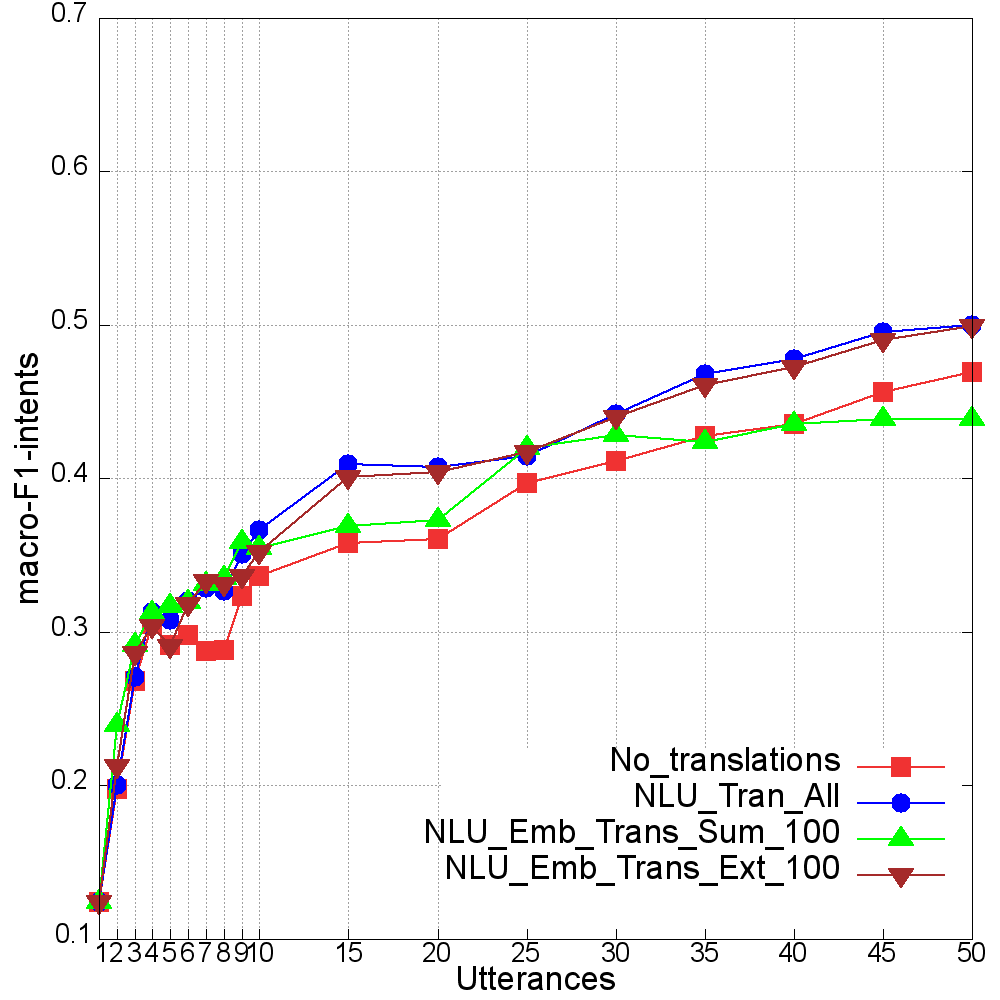 0.7
0.6
0.5
0.4
0.3
0.2
0.1
macro-F1-intents
No_translations
NLU_Tran_All
NLU_Emb_Trans_Sum_100
NLU_Emb_Trans_Ext_100
1 2 3 4 5 6 7 8 9 10 15 20 25 30 35 40 45 50
Utterances